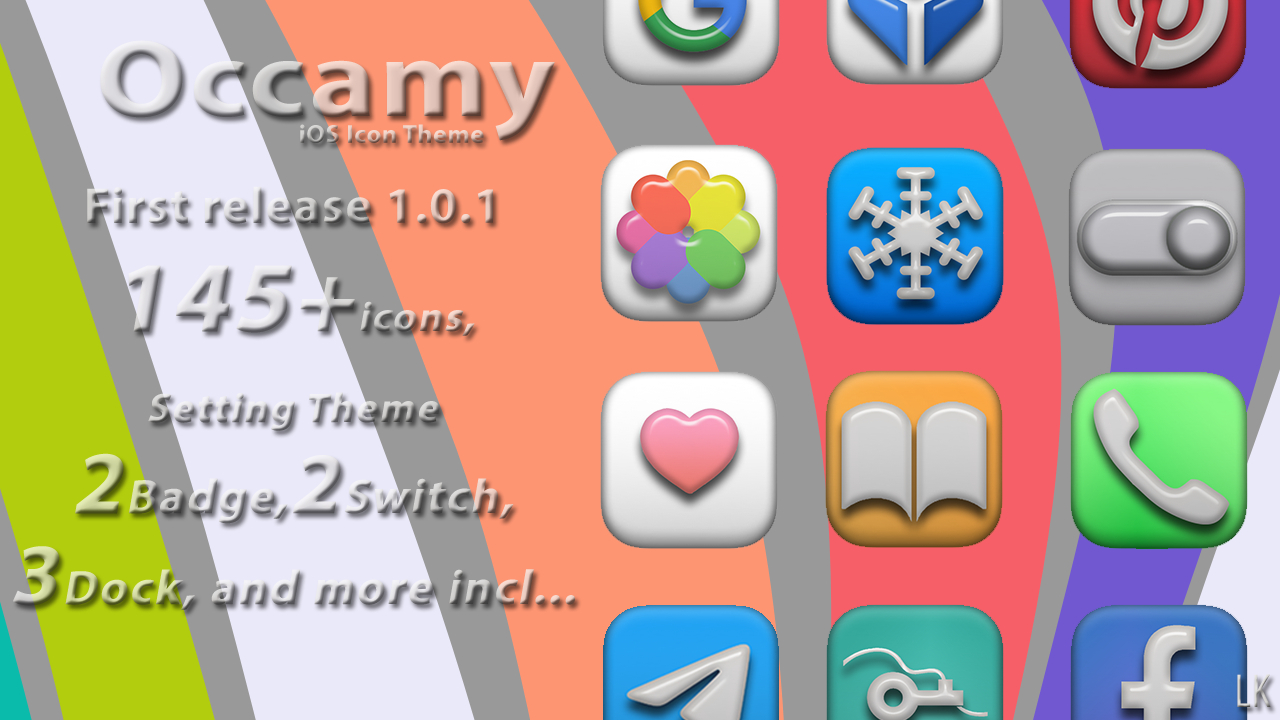 Occamy
iOS Icon Theme
First release 1.0.1
145+icons,
Setting Theme
2Badge,2Switch,
3Dock, and more incl...
LK